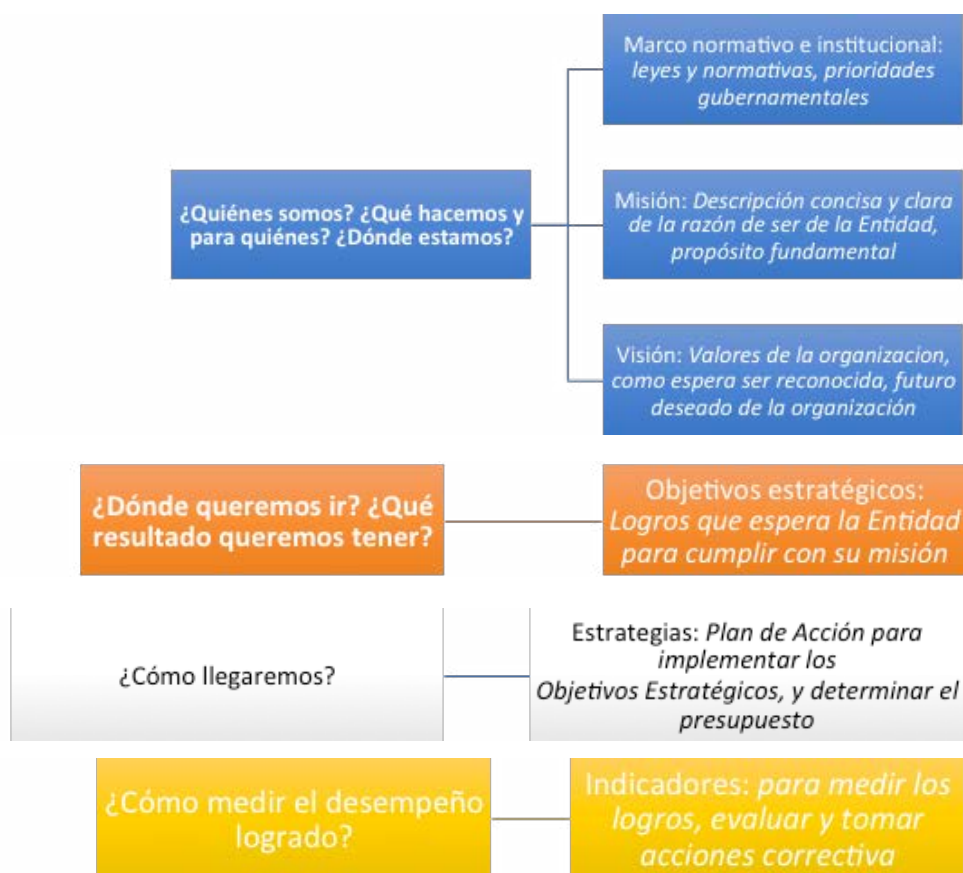 ¿Quiénes somos? ¿Qué hacemos y
para quiénes? ¿Dónde estamos?
Marco normativo e institucional:
leyes y normativas, prioridades
gubernamentales
Misión: Descripción concisa y clara
de la razón de ser de la Entidad,
propósito fundamental
Visión: Valores de la organizacion,
como espera ser reconocida, futuro
deseado de la organización
¿Dónde queremos ir? ¿Qué
resultado queremos tener?
Objetivos estratégicos:
Logros que espera la Entidad
para cumplir con su misión
¿Cómo llegaremos?
Estrategias: Plan de Acción para
implementar los
Objetivos Estratégicos, y determinar el
presupuesto
¿Cómo medir el desempeño
logrado?
Indicadores: para medir los
logros, evaluar y tomar
acciones correctiva